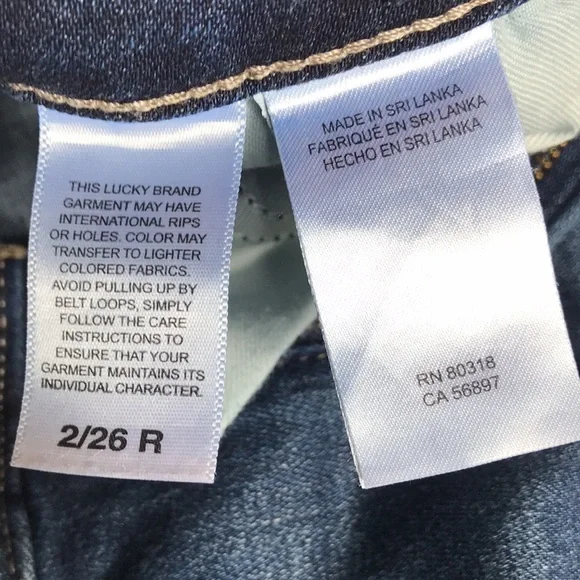 THIS LUCKY BRAND
GARMENT MAY HAVE
INTERNATIONAL RIPS
OR HOLES. COLOR MAY
TRANSFER TO LIGHTER
COLORED FABRICS.
AVOID PULLING UP BY
BELT LOOPS, SIMPLY
FOLLOW THE CARE
INSTRUCTIONS TO
ENSURE THAT YOUR
GARMENT MAINTAINS ITS
INDIVIDUAL CHARACTER.
2/26 R
MADE IN SRI LANKA
FABRIQUÉ EN SRI LANKA
HECHO EN SRI LANKA
RN 80318
CA 56897